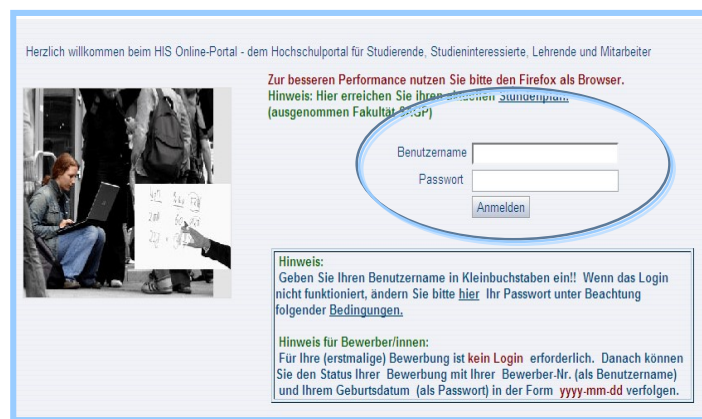 Herzlich willkommen beim HIS Online-Portal - dem Hochschulportal für Studierende, Studieninteressierte, Lehrende und Mitarbeiter
Zur besseren Performance nutzen Sie bitte den Firefox als Browser.
Hinweis: Hier erreichen Sie ihren aktuellen Stundenplan.
(ausgenommen Fakultät SAGP)
Benutzername
Passwort
Anmelden
Hinweis:
Geben Sie Ihren Benutzername in Kleinbuchstaben ein!! Wenn das Login
nicht funktioniert, ändern Sie bitte hier Ihr Passwort unter Beachtung
folgender Bedingungen.
Hinweis für Bewerber/innen:
Für Ihre (erstmalige) Bewerbung ist kein Login erforderlich. Danach können
Sie den Status Ihrer Bewerbung mit Ihrer Bewerber-Nr. (als Benutzername)
und Ihrem Geburtsdatum (als Passwort) in der Form yyyy-mm-dd verfolgen.